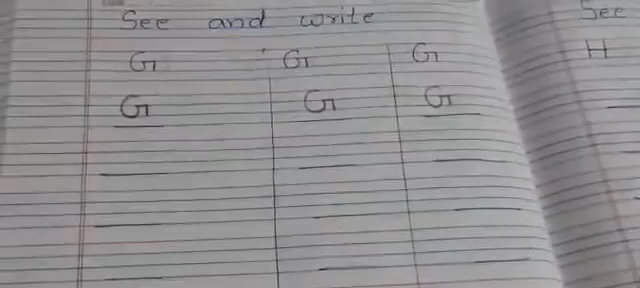 See and write
G G G
G G G
See
H